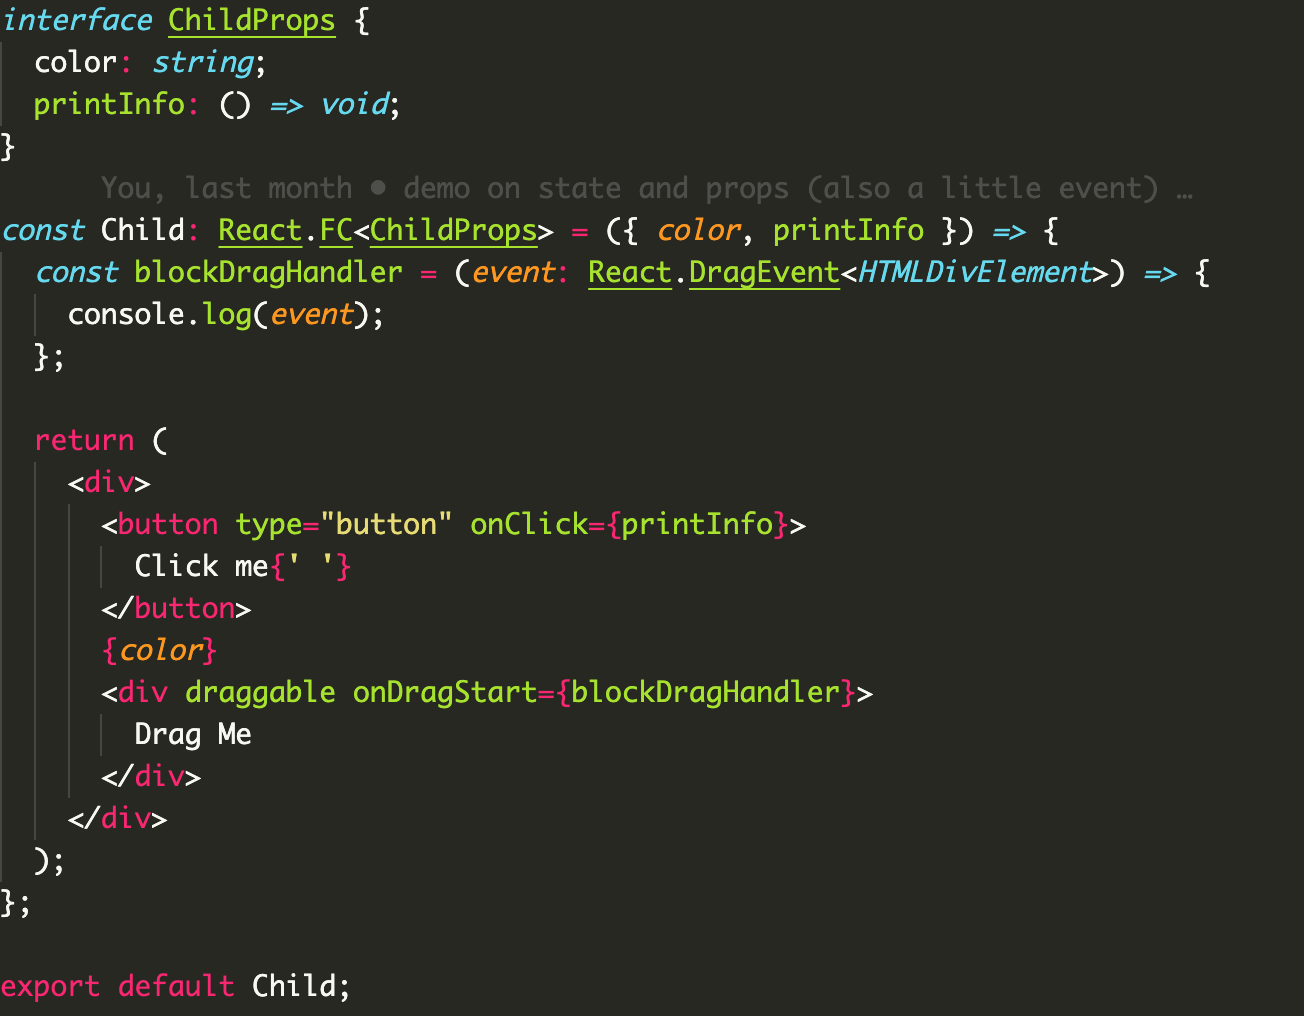 interface ChildProps {
  color: string;
  printInfo: () => void;
}
      You, last month • demo on state and props (also a little event) …
const Child: React.FC<ChildProps> = ({ color, printInfo }) => {
  const blockDragHandler = (event: React.DragEvent<HTMLDivElement>) => {
    console.log(event);
  };

  return (
    <div>
      <button type="button" onClick={printInfo}>
        Click me{' '}
      </button>
      {color}
      <div draggable onDragStart={blockDragHandler}>
        Drag Me
      </div>
    </div>
  );
};

export default Child;